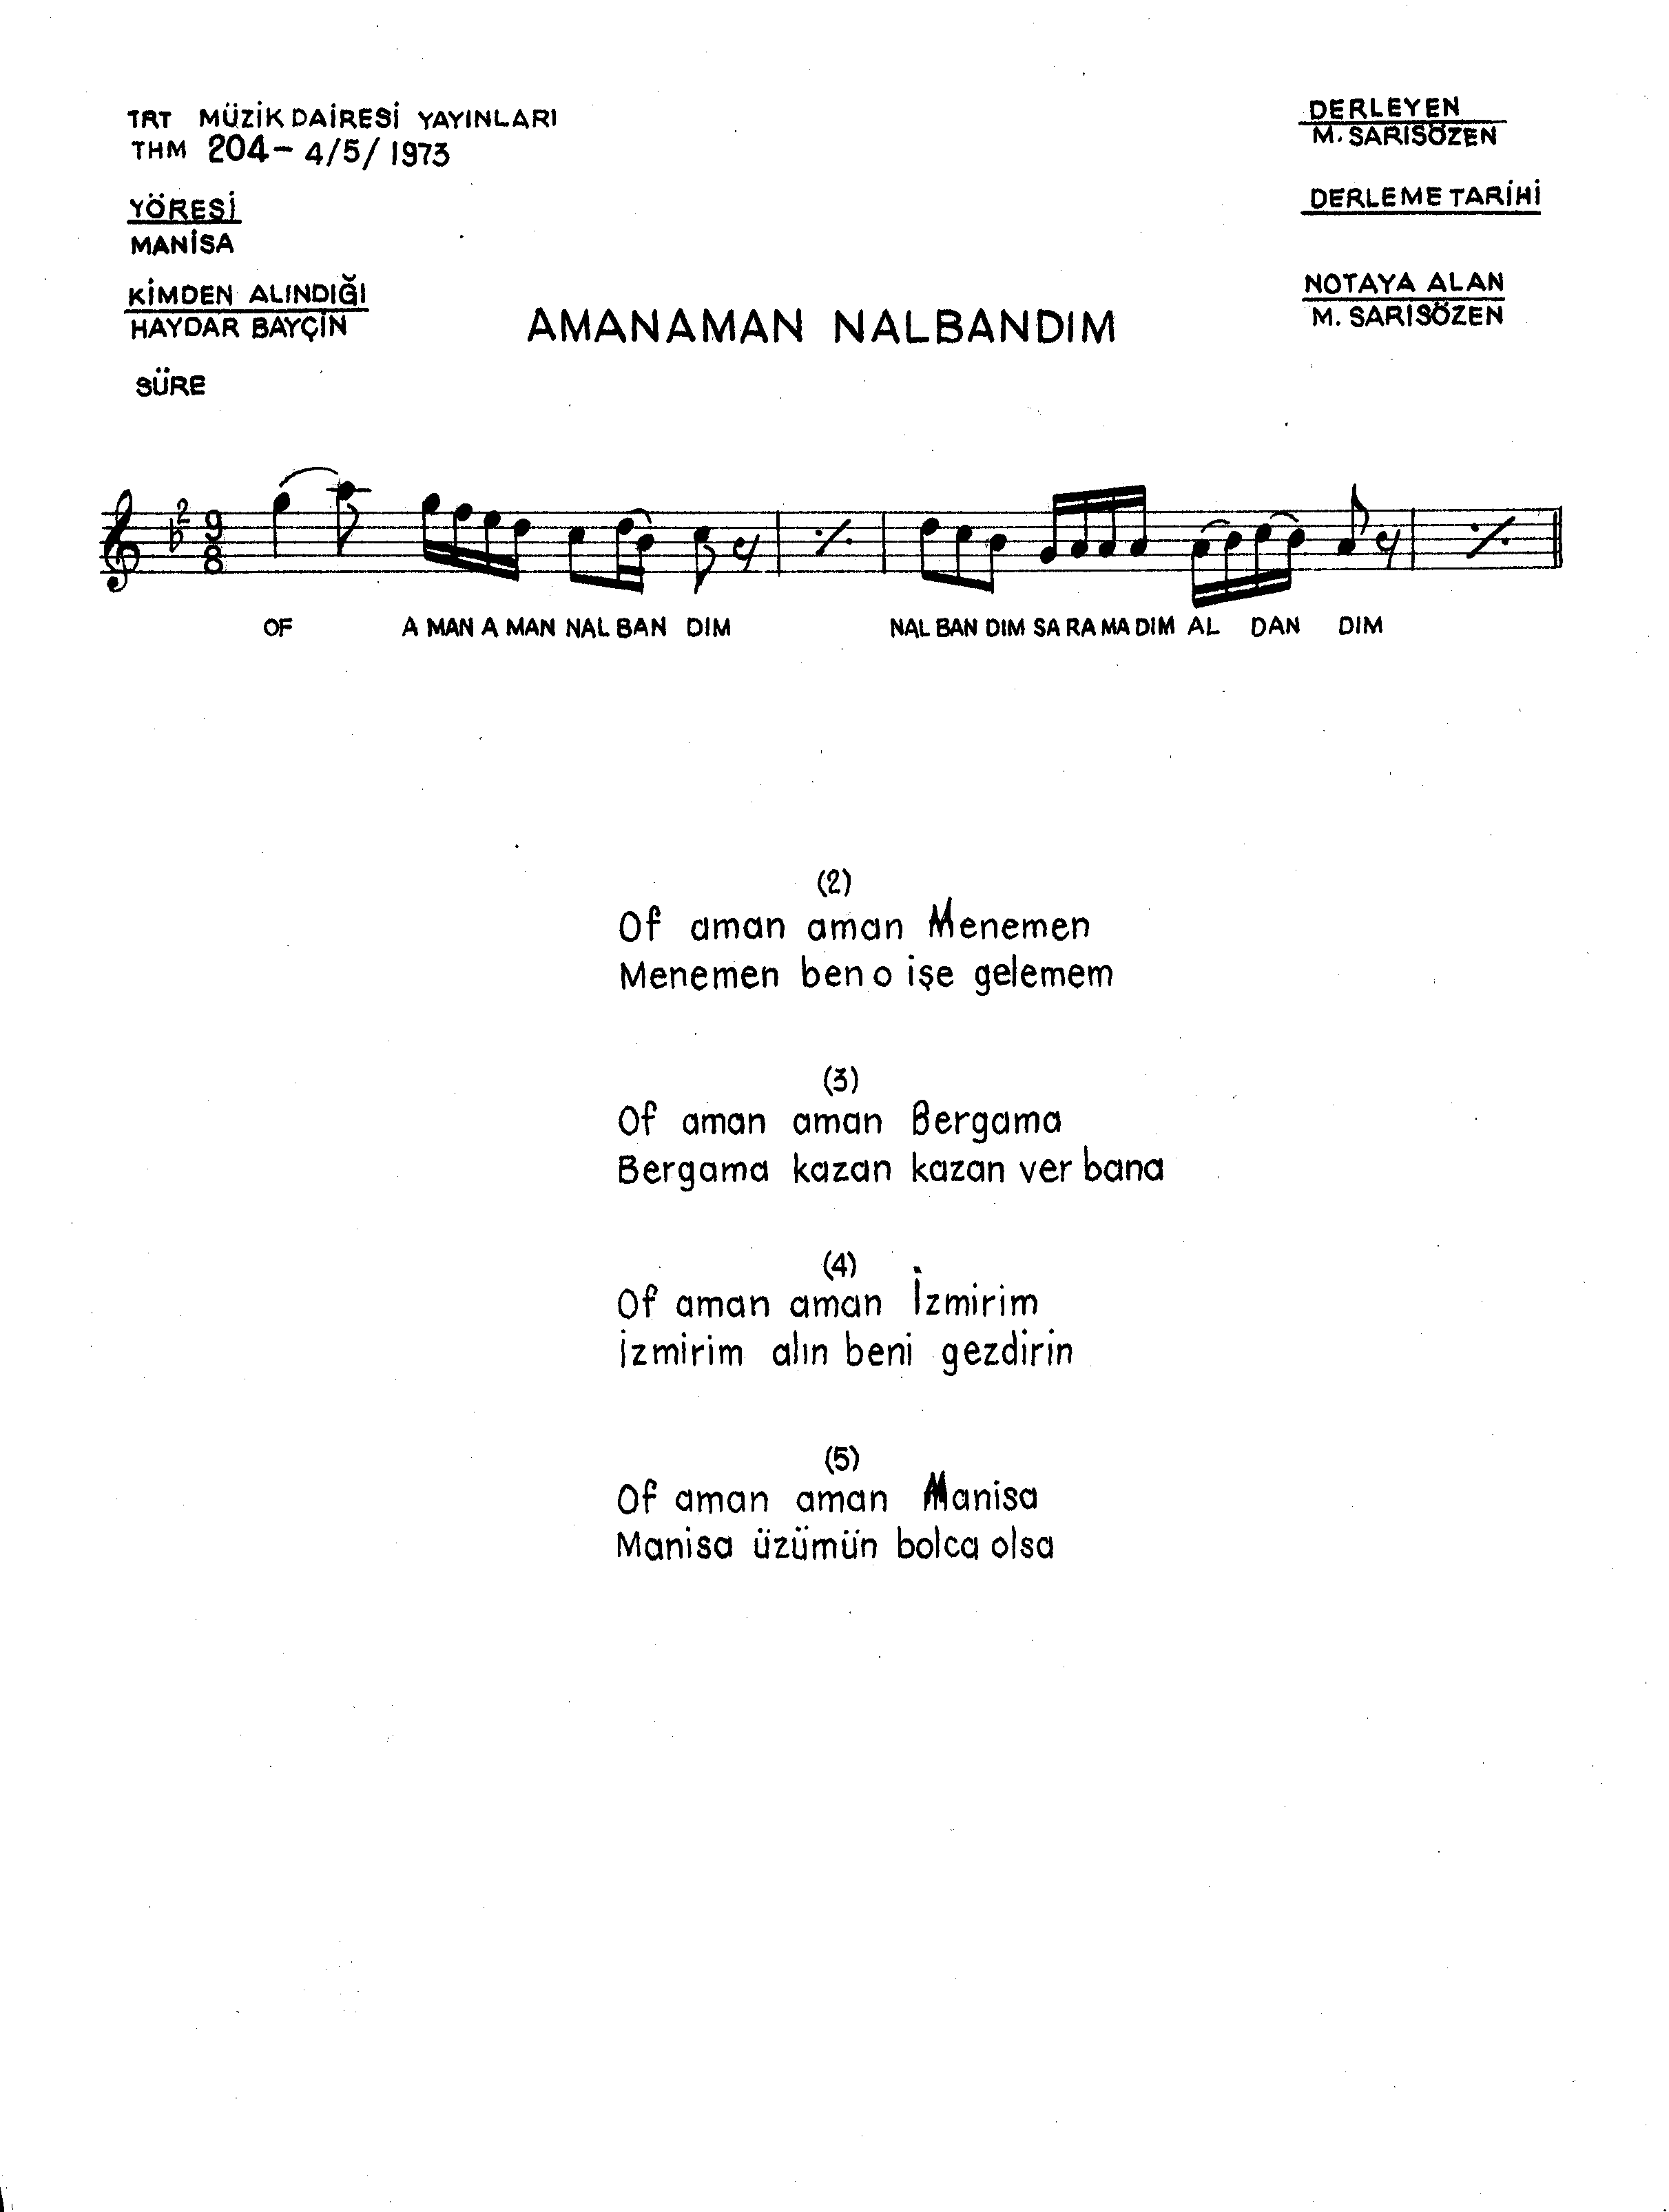 TRT MÜZİK DAİRESİ YAYINLARI
THM 204- 4/5/1973
YÖRESİ
MANİSA
KİMDEN ALINDIĞI
HAYDAR BAYÇİN
SÜRE
DERLEYEN
M. SARISÖZEN
DERLEME TARİHİ
NOTAYA ALAN
M. SARISÖZEN
AMANAMAN NALBANDIM
2
9
8
OF A MAN A MAN NAL BAN DIM NAL BAN DIM SA RA MA DIM AL DAN DIM
(2)
Of aman aman Menemen
Menemen ben o işe gelemem
(3)
Of aman aman Bergama
Bergama kazan kazan ver bana
(4)
Of aman aman İzmirim
İzmirim alın beni gezdirin
(5)
Of aman aman Manisa
Manisa üzümün bolca olsa